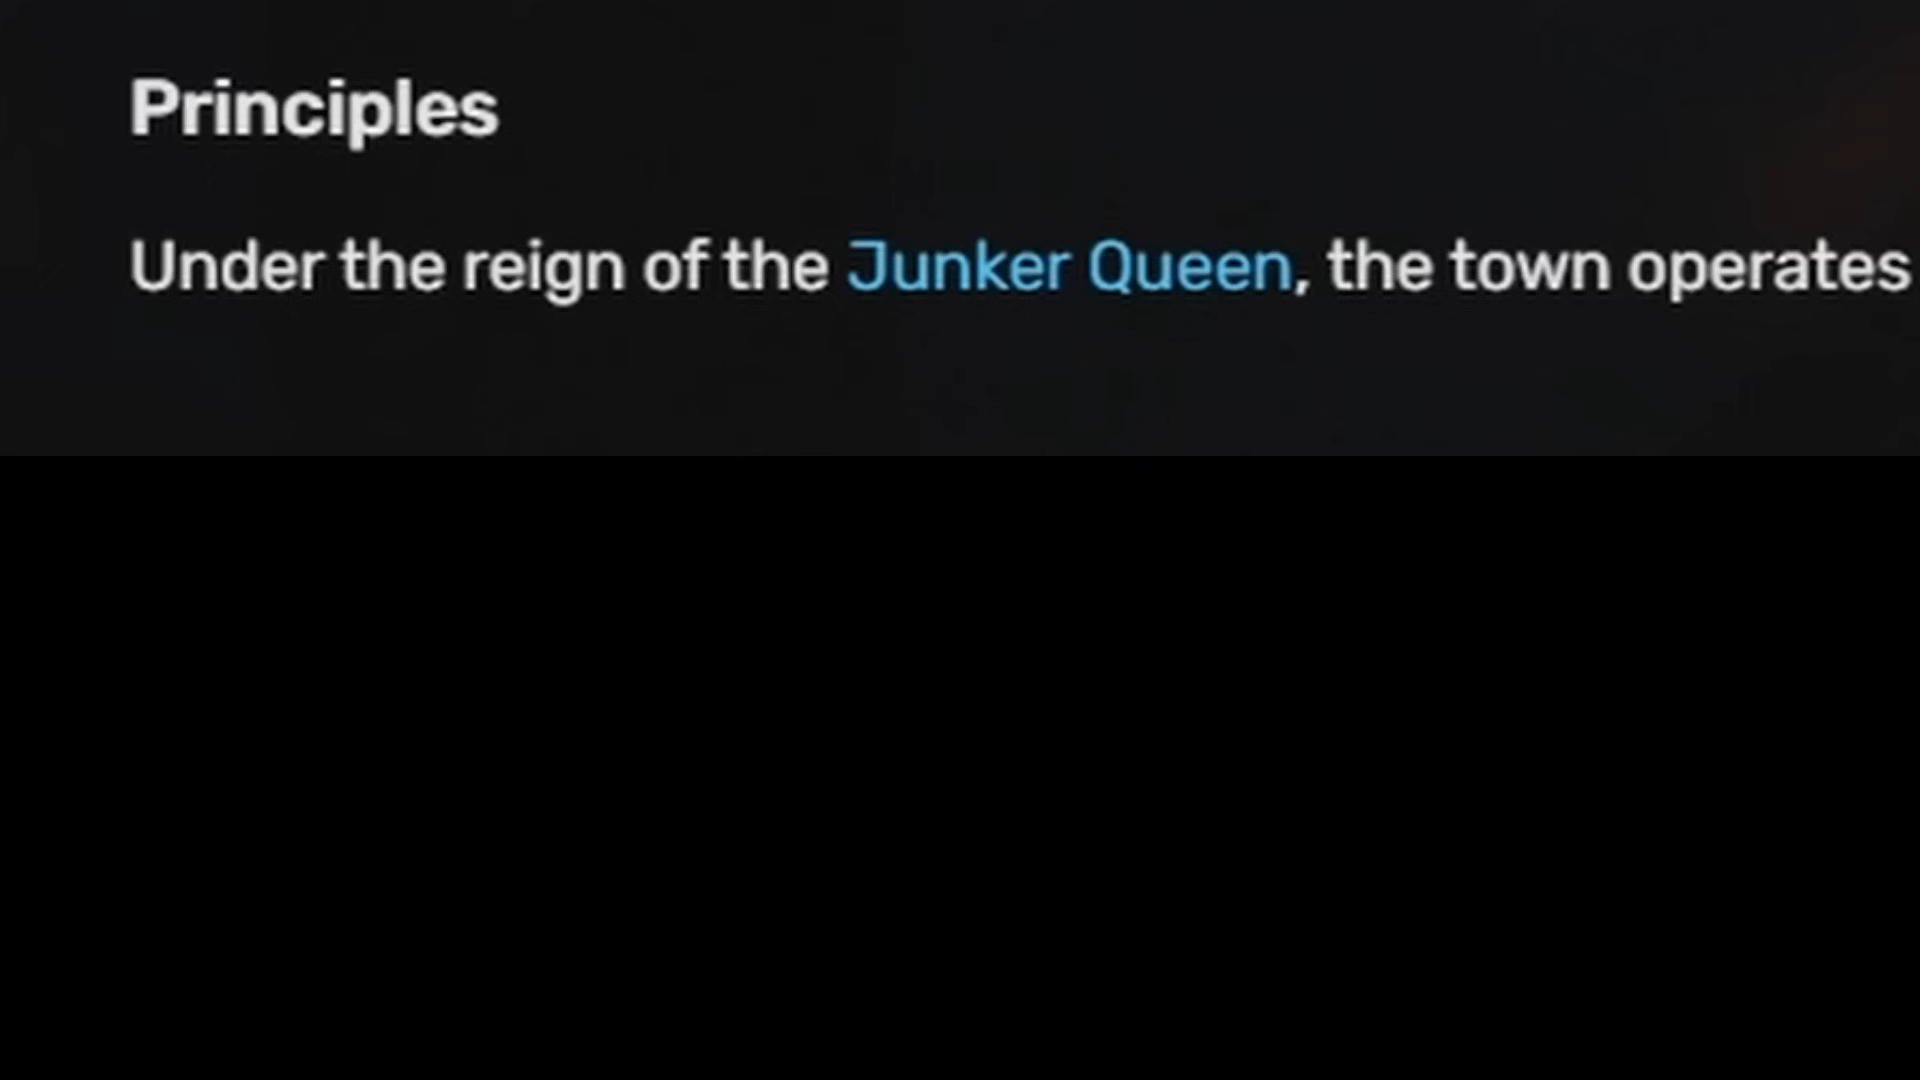 Principles
Under the reign of the Junker Queen, the town operates